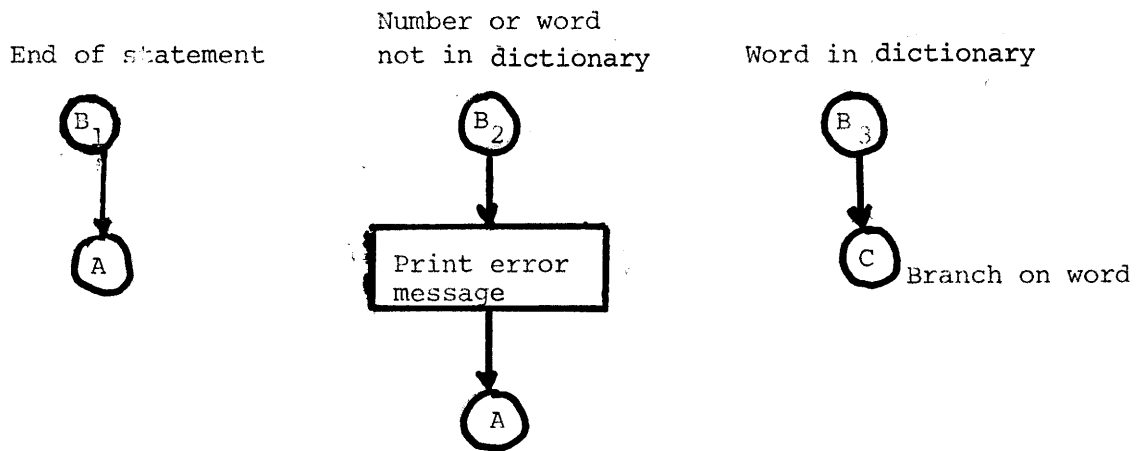 End of statement
Number or word
not in dictionary
Word in dictionary
B1
B2
B3
A
Print error
message
C
Branch on word
A